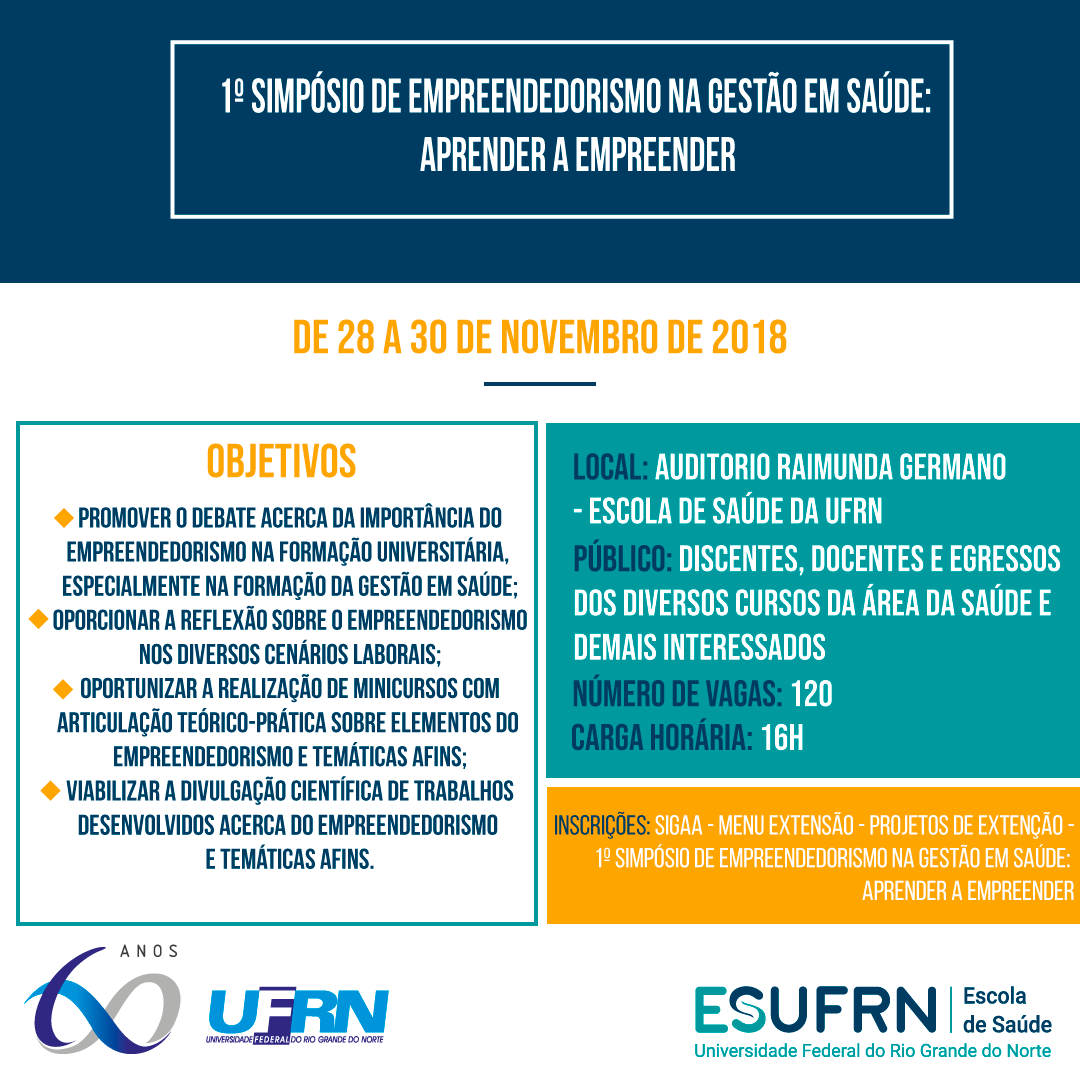 1º SIMPÓSIO DE EMPREENDEDORISMO NA GESTÃO EM SAÚDE:
APRENDER A EMPREENDER
DE 28 A 30 DE NOVEMBRO DE 2018
OBJETIVOS
PROMOVER O DEBATE ACERCA DA IMPORTÂNCIA DO
EMPREENDEDORISMO NA FORMAÇÃO UNIVERSITÁRIA,
ESPECIALMENTE NA FORMAÇÃO DA GESTÃO EM SAÚDE;
OPORCIONAR A REFLEXÃO SOBRE O EMPREENDEDORISMO
NOS DIVERSOS CENÁRIOS LABORAIS;
OPORTUNIZAR A REALIZAÇÃO DE MINICURSOS COM
ARTICULAÇÃO TEÓRICO-PRÁTICA SOBRE ELEMENTOS DO
EMPREENDEDORISMO E TEMÁTICAS AFINS;
VIABILIZAR A DIVULGAÇÃO CIENTÍFICA DE TRABALHOS
DESENVOLVIDOS ACERCA DO EMPREENDEDORISMO
E TEMÁTICAS AFINS.
LOCAL: AUDITORIO RAIMUNDA GERMANO
- ESCOLA DE SAÚDE DA UFRN
PÚBLICO: DISCENTES, DOCENTES E EGRESSOS
DOS DIVERSOS CURSOS DA ÁREA DA SAÚDE E
DEMAIS INTERESSADOS
NÚMERO DE VAGAS: 120
CARGA HORÁRIA: 16H
INSCRIÇÕES: SIGAA - MENU EXTENSÃO - PROJETOS DE EXTENÇÃO -
1º SIMPÓSIO DE EMPREENDEDORISMO NA GESTÃO EM SAÚDE:
APRENDER A EMPREENDER
60 ANOS
UFRN
UNIVERSIDADE FEDERAL DO RIO GRANDE DO NORTE
ESUFRN
Escola
de Saúde
Universidade Federal do Rio Grande do Norte